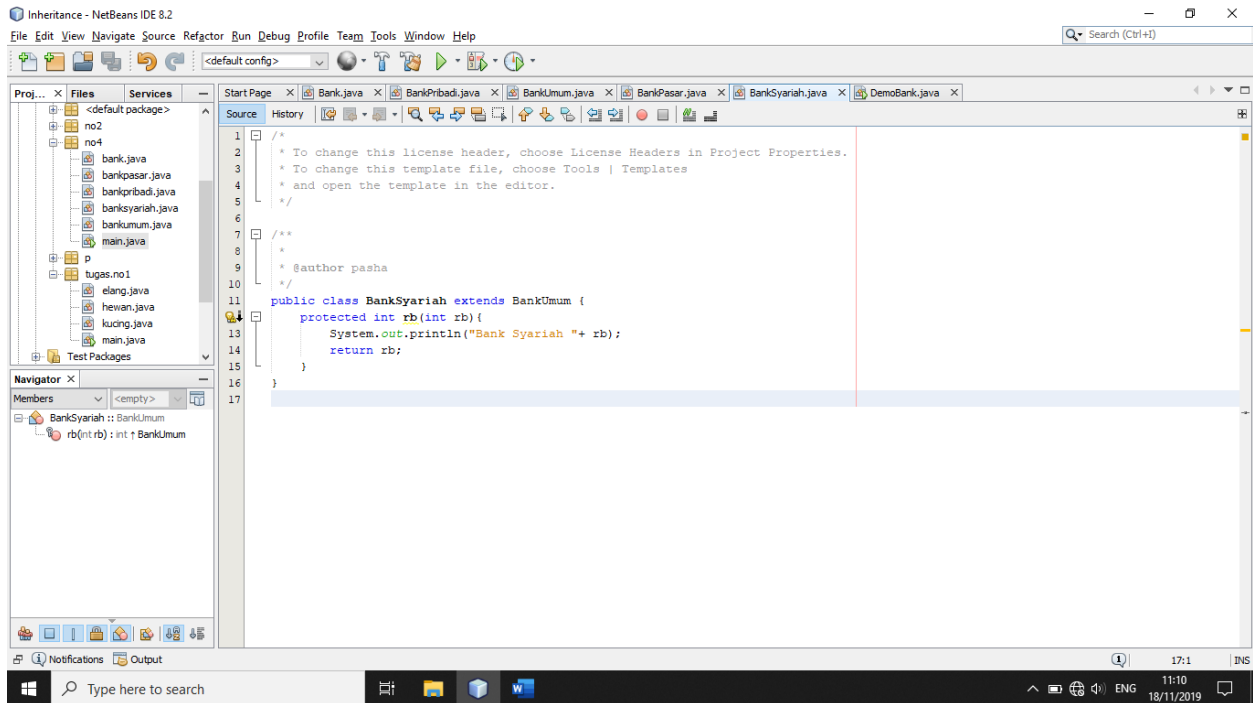 Inheritance - NetBeans IDE 8.2
File Edit View Navigate Source Refactor Run Debug Profile Team Tools Window Help
Search (Ctrl+I)
<default config>
Proj... Files Services
Start Page Bank.java BankPribadi.java BankUmum.java BankPasar.java BankSyariah.java DemoBank.java
<default package>
no2
no4
bank.java
bankpasar.java
bankpribadi.java
banksyariah.java
bankumum.java
main.java
p
tugas.no1
elang.java
hewan.java
kucing.java
main.java
Test Packages
Source History
1 /*
2 * To change this license header, choose License Headers in Project Properties.
3 * To change this template file, choose Tools | Templates
4 * and open the template in the editor.
5 */
6
7 /**
8 *
9 * @author pasha
10 */
11 public class BankSyariah extends BankUmum {
protected int rb(int rb){
13 System.out.println("Bank Syariah "+ rb);
14 return rb;
15 }
16 }
17
Navigator
Members <empty>
BankSyariah :: BankUmum
rb(int rb) : int ↑ BankUmum
Notifications Output
1 17:1 INS
Type here to search
ENG
11:10
18/11/2019